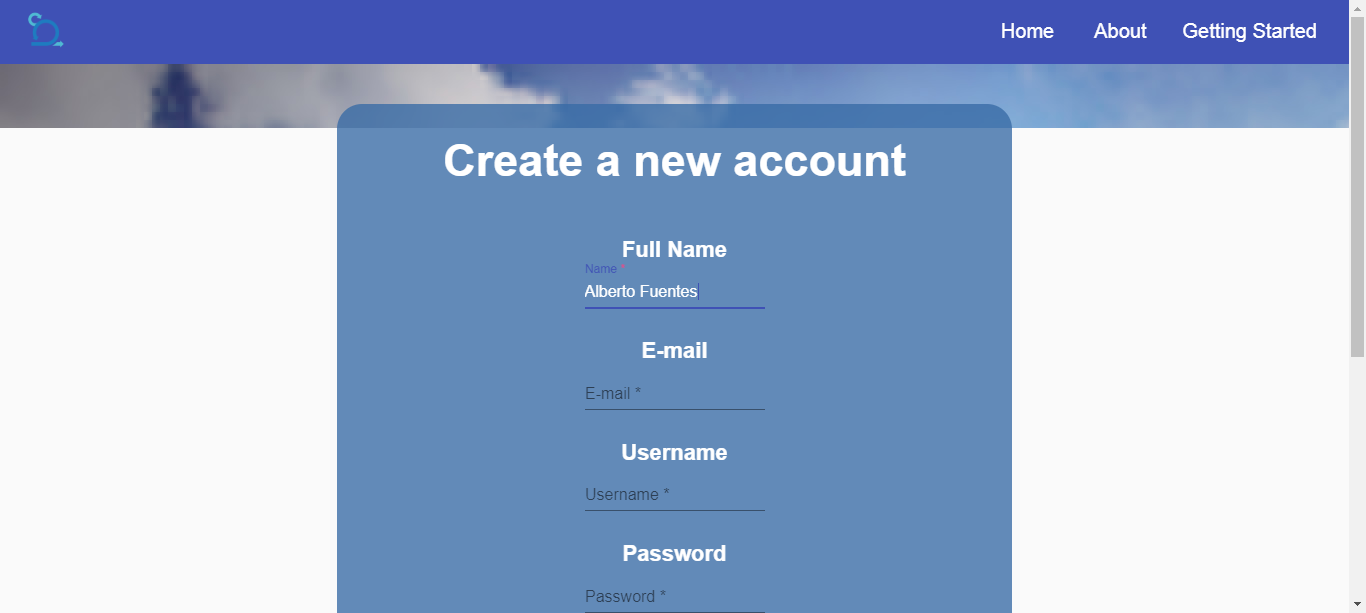 Home About Getting Started
Create a new account
Full Name
Name *
Alberto Fuentes
E-mail
E-mail *
Username
Username *
Password
Password *